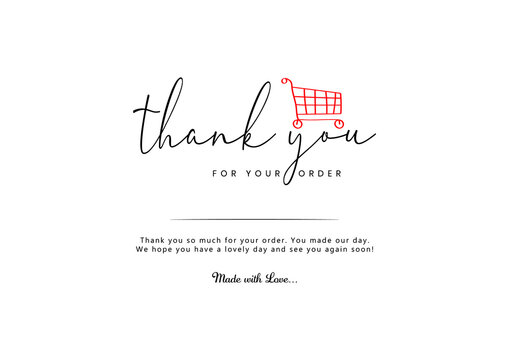 thank you
FOR YOUR ORDER
Thank you so much for your order. You made our day.
We hope you have a lovely day and see you again soon!
Made with Love...